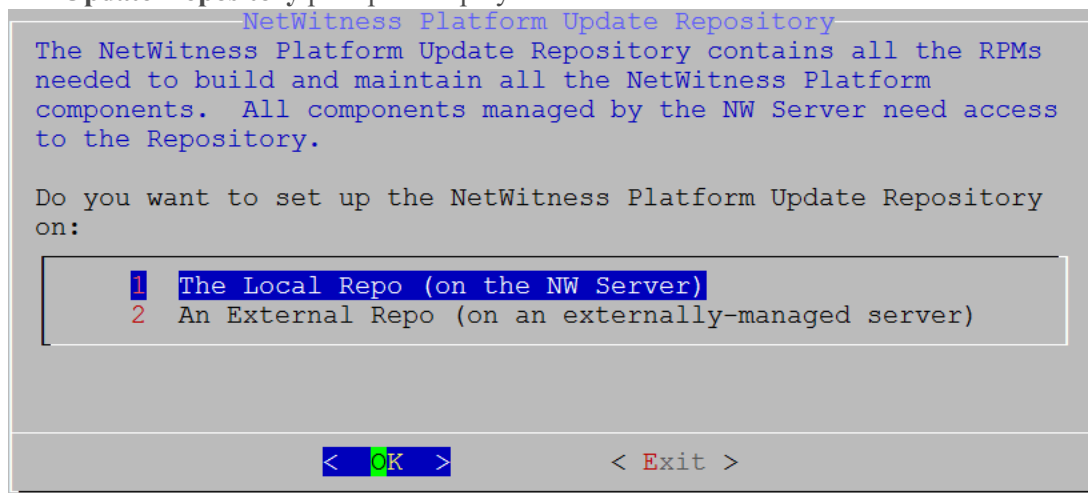 NetWitness Platform Update Repository
The NetWitness Platform Update Repository contains all the RPMs
needed to build and maintain all the NetWitness Platform
components.  All components managed by the NW Server need access
to the Repository.
Do you want to set up the NetWitness Platform Update Repository
on:
1 The Local Repo (on the NW Server)
2 An External Repo (on an externally-managed server)
< OK > < Exit >